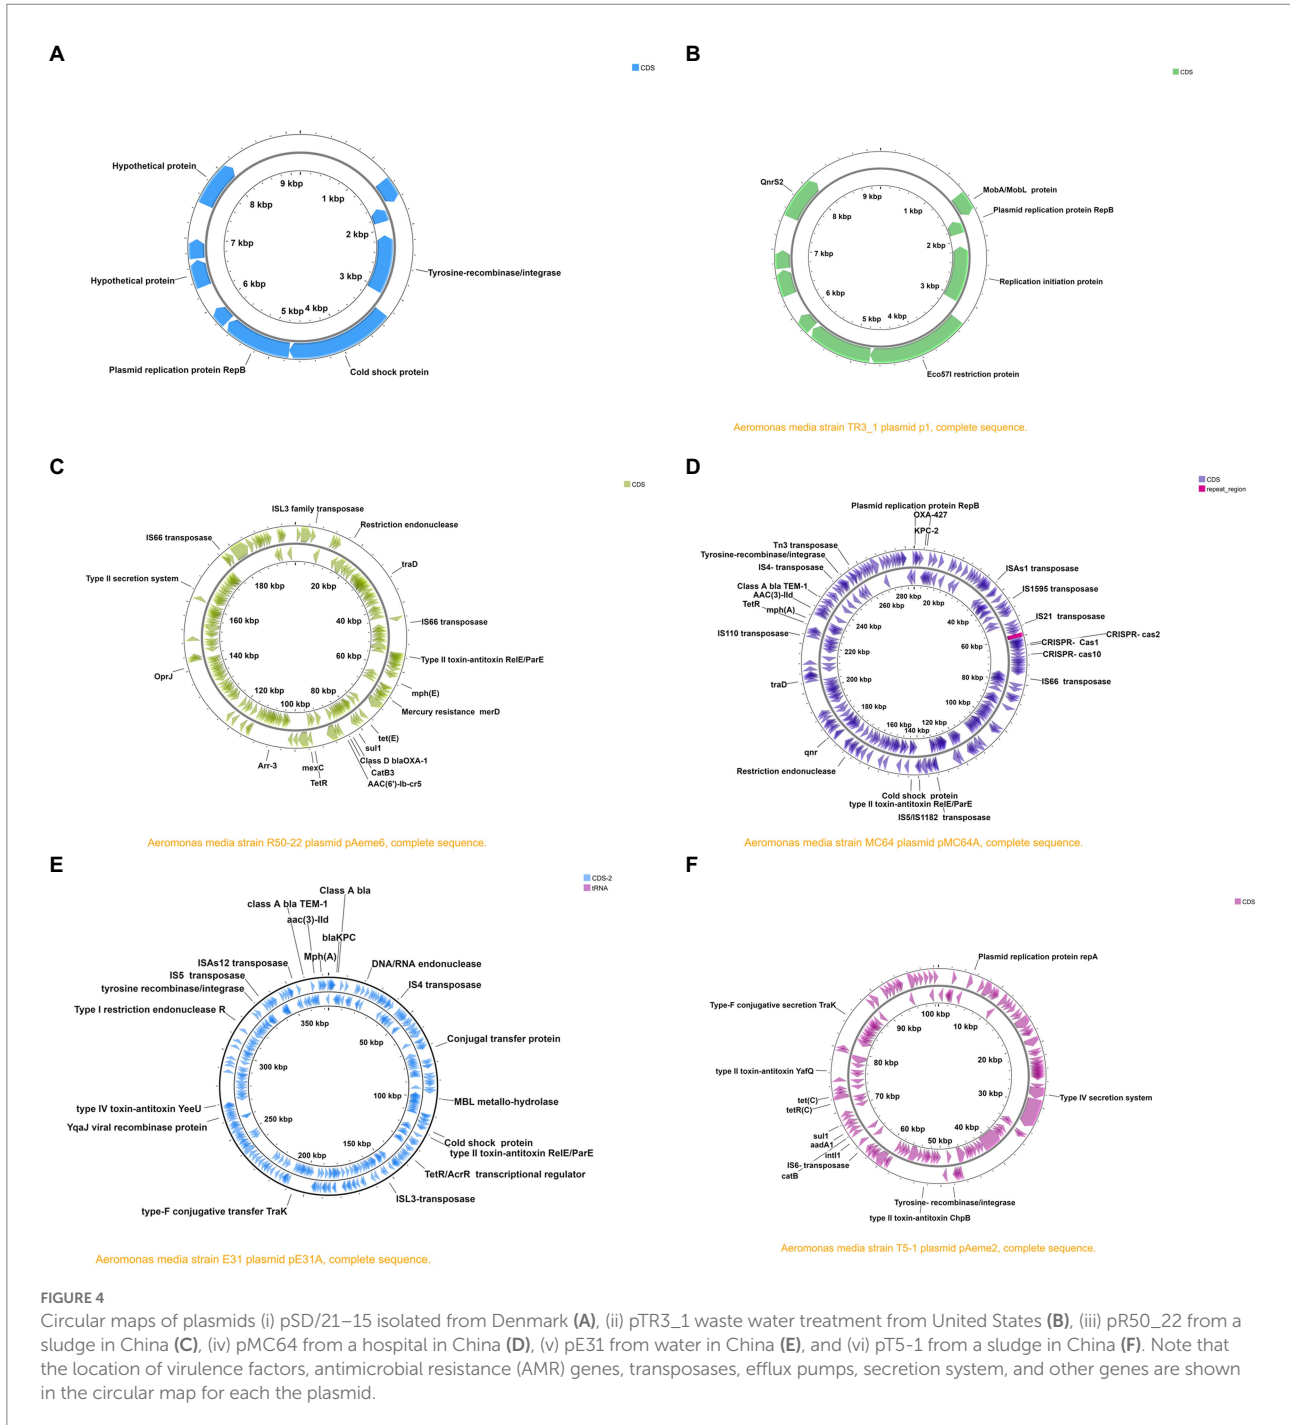 A
CDS
Hypothetical protein
9 kbp
1 kbp
8 kbp
2 kbp
7 kbp
Tyrosine-recombinase/integrase
3 kbp
Hypothetical protein
6 kbp
5 kbp
4 kbp
Plasmid replication protein RepB
Cold shock protein
B
CDS
QnrS2
MobA/MobL protein
9 kbp
Plasmid replication protein RepB
1 kbp
8 kbp
2 kbp
7 kbp
Replication initiation protein
3 kbp
6 kbp
5 kbp
4 kbp
Eco57I restriction protein
Aeromonas media strain TR3_1 plasmid p1, complete sequence.
C
CDS
ISL3 family transposase
Restriction endonuclease
IS66 transposase
traD
Type II secretion system
180 kbp
20 kbp
160 kbp
40 kbp
IS66 transposase
140 kbp
60 kbp
Type II toxin-antitoxin RelE/ParE
OprJ
120 kbp
80 kbp
mph(E)
100 kbp
Mercury resistance merD
tet(E)
sul1
Class D blaOXA-1
Arr-3
mexC
CatB3
TetR
AAC(6')-Ib-cr5
Aeromonas media strain R50-22 plasmid pAeme6, complete sequence.
D
CDS
repeat_region
Plasmid replication protein RepB
OXA-427
KPC-2
Tn3 transposase
Tyrosine-recombinase/integrase
IS4- transposase
ISAs1 transposase
Class A bla TEM-1
AAC(3)-IId
TetR
mph(A)
IS1595 transposase
IS21 transposase
IS110 transposase
CRISPR- cas2
CRISPR- Cas1
CRISPR- cas10
traD
IS66 transposase
280 kbp
20 kbp
260 kbp
40 kbp
240 kbp
60 kbp
220 kbp
80 kbp
200 kbp
100 kbp
180 kbp
120 kbp
160 kbp
140 kbp
qnr
Restriction endonuclease
Cold shock protein
type II toxin-antitoxin RelE/ParE
IS5/IS1182 transposase
Aeromonas media strain MC64 plasmid pMC64A, complete sequence.
E
CDS-2
tRNA
Class A bla
class A bla TEM-1
aac(3)-IId
blaKPC
Mph(A)
ISAs12 transposase
DNA/RNA endonuclease
IS5 transposase
tyrosine recombinase/integrase
IS4 transposase
Type I restriction endonuclease R
350 kbp
50 kbp
Conjugal transfer protein
300 kbp
100 kbp
MBL metallo-hydrolase
type IV toxin-antitoxin YeeU
YqaJ viral recombinase protein
250 kbp
150 kbp
200 kbp
Cold shock protein
type II toxin-antitoxin RelE/ParE
TetR/AcrR transcriptional regulator
ISL3-transposase
type-F conjugative transfer TraK
Aeromonas media strain E31 plasmid pE31A, complete sequence.
F
CDS
Plasmid replication protein repA
Type-F conjugative secretion TraK
100 kbp
10 kbp
90 kbp
20 kbp
type II toxin-antitoxin YafQ
80 kbp
30 kbp
Type IV secretion system
tet(C)
tetR(C)
70 kbp
40 kbp
60 kbp
50 kbp
sul1
aadA1
intI1
IS6- transposase
catB
Tyrosine- recombinase/integrase
type II toxin-antitoxin ChpB
Aeromonas media strain T5-1 plasmid pAeme2, complete sequence.
FIGURE 4
Circular maps of plasmids (i) pSD/21–15 isolated from Denmark (A), (ii) pTR3_1 waste water treatment from United States (B), (iii) pR50_22 from a
sludge in China (C), (iv) pMC64 from a hospital in China (D), (v) pE31 from water in China (E), and (vi) pT5-1 from a sludge in China (F). Note that
the location of virulence factors, antimicrobial resistance (AMR) genes, transposases, efflux pumps, secretion system, and other genes are shown
in the circular map for each the plasmid.